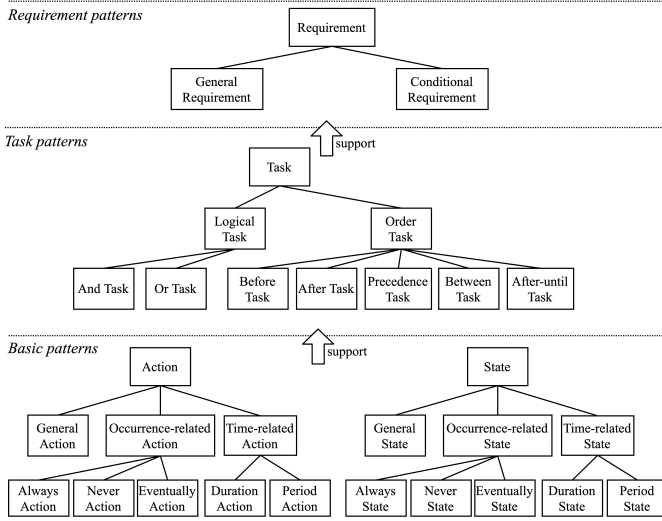 Requirement patterns
Requirement
General
Requirement
Conditional
Requirement
Task patterns
support
Task
Logical
Task
Order
Task
And Task
Or Task
Before
Task
After Task
Precedence
Task
Between
Task
After-until
Task
Basic patterns
support
Action
State
General
Action
Occurrence-related
Action
Time-related
Action
General
State
Occurrence-related
State
Time-related
State
Always
Action
Never
Action
Eventually
Action
Duration
Action
Period
Action
Always
State
Never
State
Eventually
State
Duration
State
Period
State